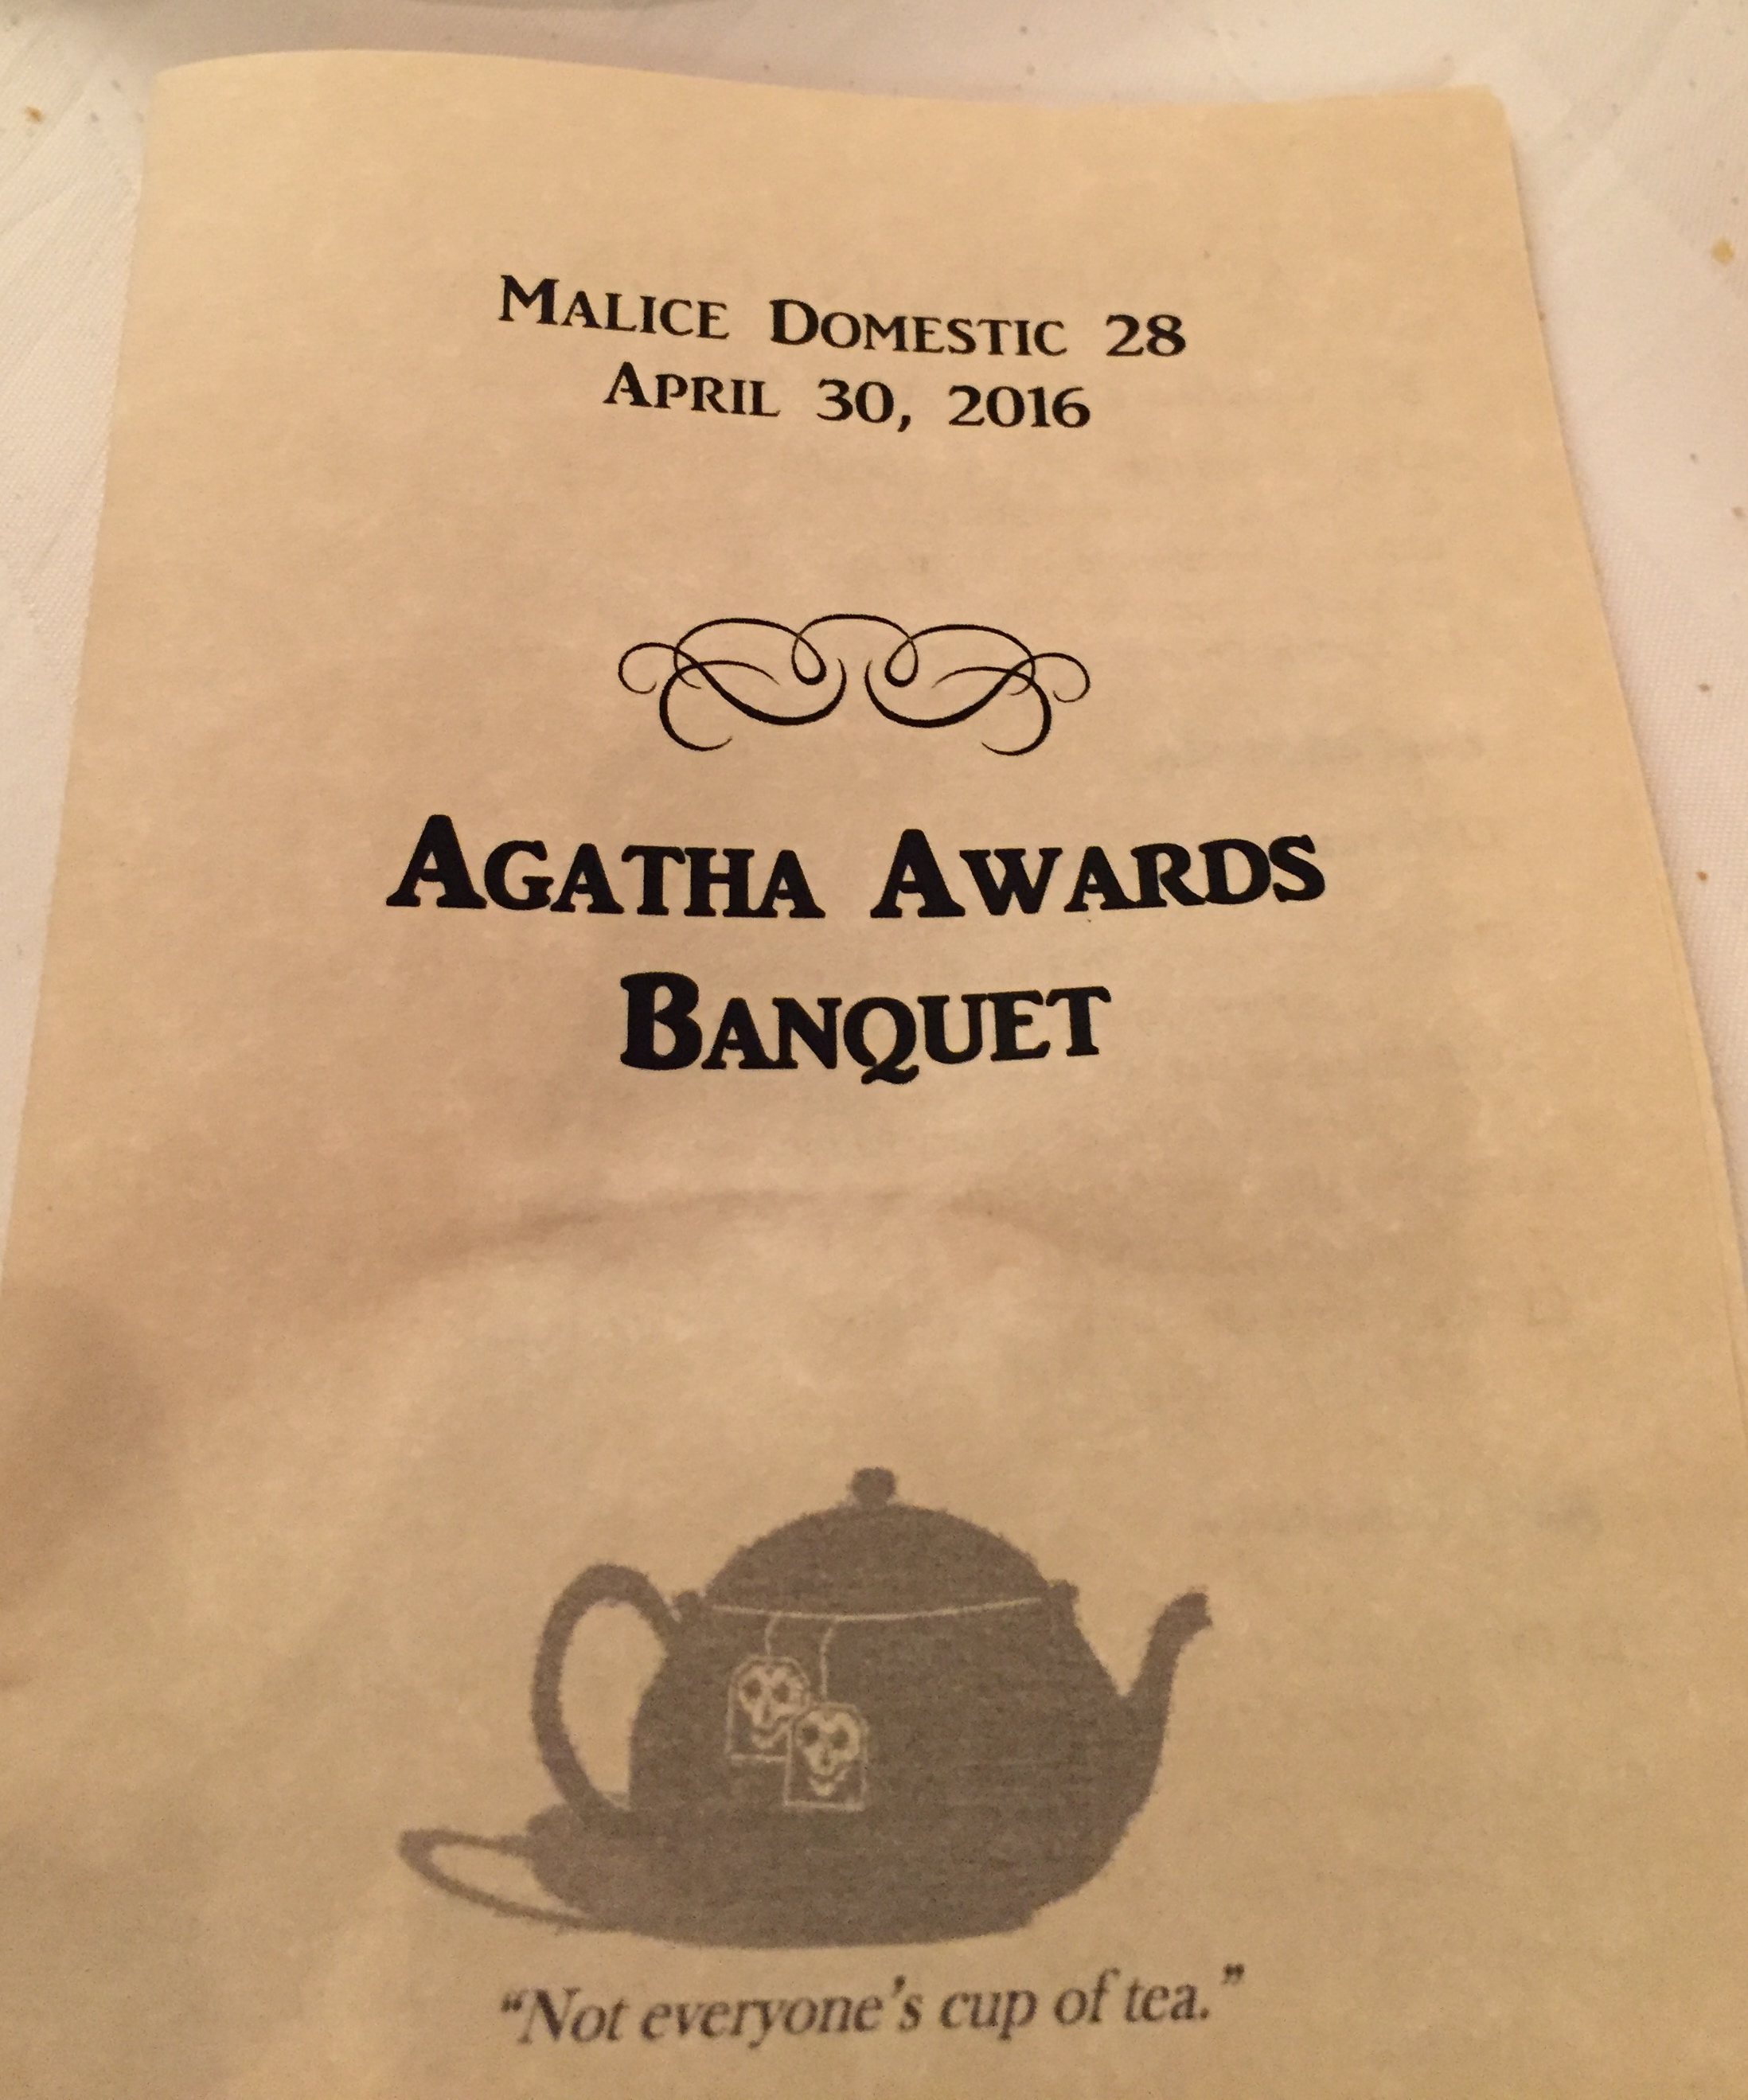 Malice Domestic 28
April 30, 2016
Agatha Awards
Banquet
“Not everyone’s cup of tea.”